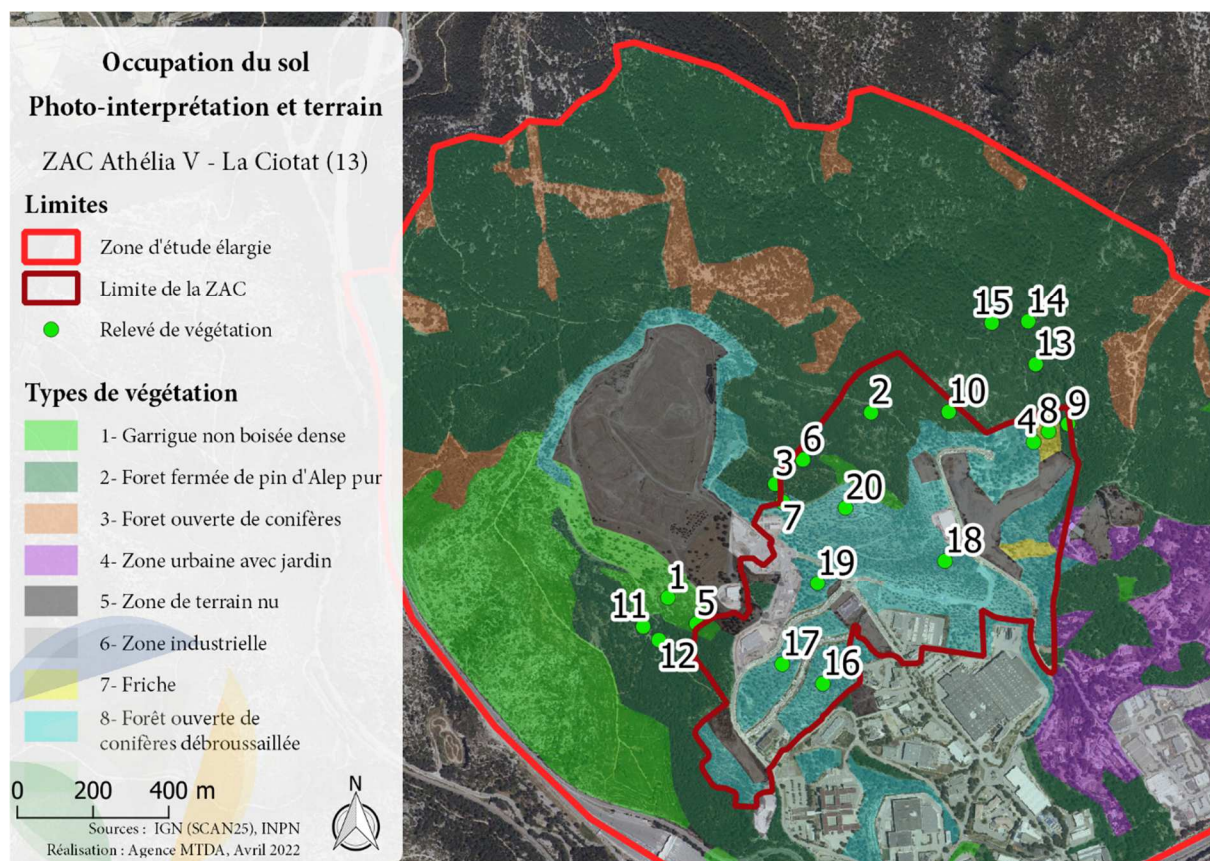 Occupation du sol
Photo-interprétation et terrain
ZAC Athélia V - La Ciotat (13)
Limites
Zone d'étude élargie
Limite de la ZAC
Relevé de végétation
Types de végétation
1- Garrigue non boisée dense
2- Foret fermée de pin d'Alep pur
3- Foret ouverte de conifères
4- Zone urbaine avec jardin
5- Zone de terrain nu
6- Zone industrielle
7- Friche
8- Forêt ouverte de
conifères débroussaillée
0 200 400 m
N
Sources : IGN (SCAN25), INPN
Réalisation : Agence MTDA, Avril 2022
15
14
13
2
10
9
4
8
6
3
7
20
18
19
1
5
11
12
17
16